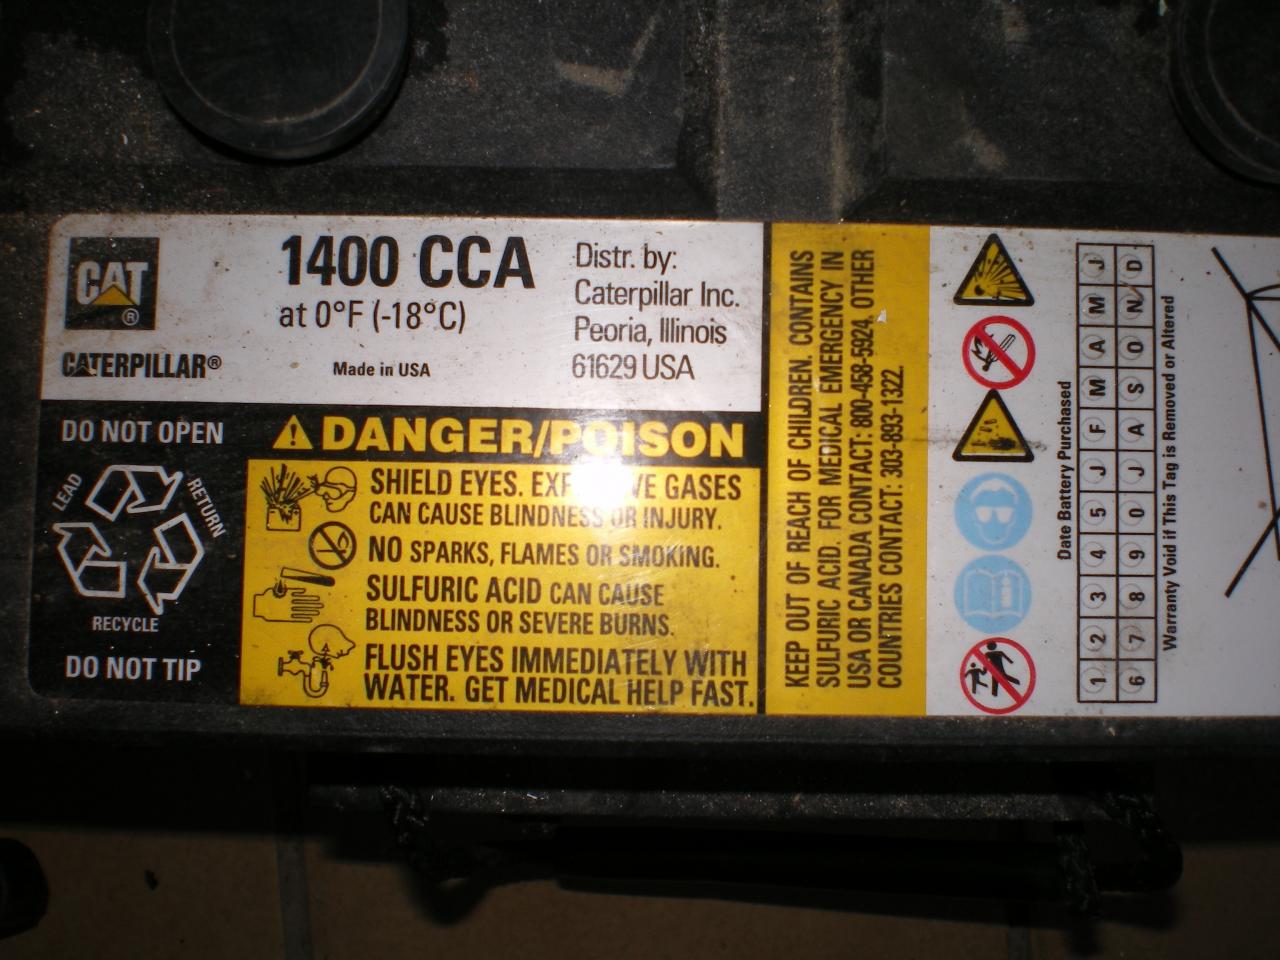 CAT®
CATERPILLAR®
1400 CCA
at 0°F (-18°C)
Made in USA
Distr. by:
Caterpillar Inc.
Peoria, Illinois
61629 USA
DO NOT OPEN
LEAD
RETURN
RECYCLE
DO NOT TIP
DANGER/POISON
SHIELD EYES. EXPLOSIVE GASES
CAN CAUSE BLINDNESS OR INJURY.
NO SPARKS, FLAMES OR SMOKING.
SULFURIC ACID CAN CAUSE
BLINDNESS OR SEVERE BURNS.
FLUSH EYES IMMEDIATELY WITH
WATER. GET MEDICAL HELP FAST.
KEEP OUT OF REACH OF CHILDREN. CONTAINS
SULFURIC ACID. FOR MEDICAL EMERGENCY IN
USA OR CANADA CONTACT: 800-458-5924. OTHER
COUNTRIES CONTACT: 303-893-1322.
Date Battery Purchased
1 2 3 4 5 J F M A M J
6 7 8 9 0 J A S O N D
Warranty Void if This Tag is Removed or Altered